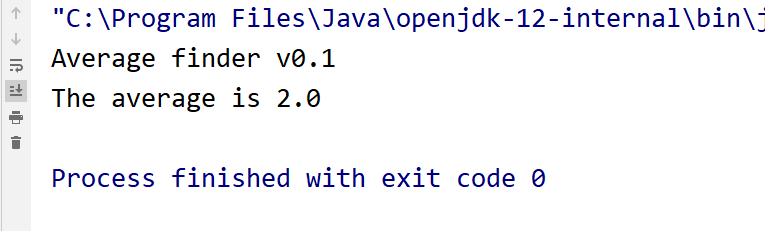 "C:\Program Files\Java\openjdk-12-internal\bin\j
Average finder v0.1
The average is 2.0
Process finished with exit code 0